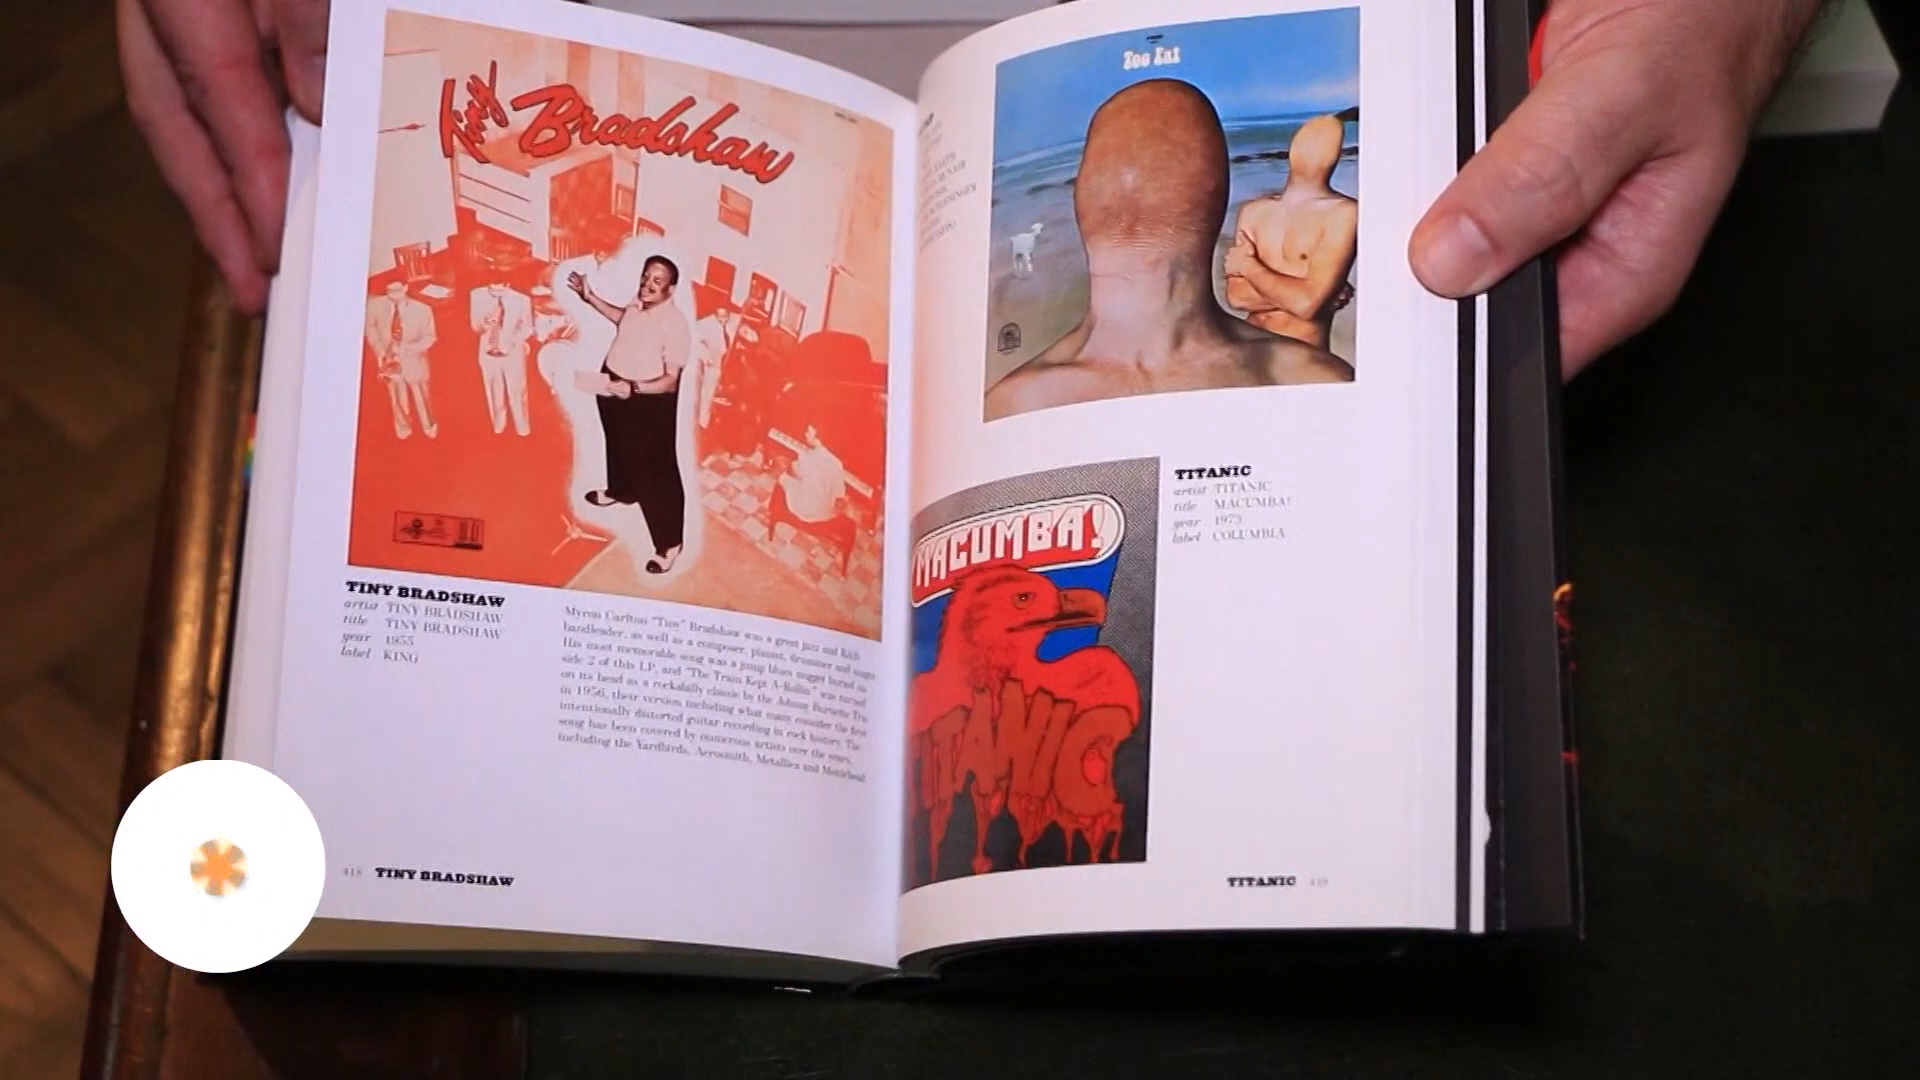 Tiny Bradshaw
TINY BRADSHAW
artist TINY BRADSHAW
title TINY BRADSHAW
year 1955
label KING
Myron Carlton "Tiny" Bradshaw was a great jazz and R&B
bandleader, as well as a composer, pianist, drummer and singer.
His most memorable song was a jump blues nugget buried on
side 2 of this LP, and "The Train Kept A-Rollin'" was turned
on its head as a rockabilly classic by the Johnny Burnette Trio
in 1956, their version including what many consider the first
intentionally distorted guitar recording in rock history. The
song has been covered by numerous artists over the years,
including the Yardbirds, Aerosmith, Metallica and Motörhead
418 TINY BRADSHAW
Toe Fat
MACUMBA!
TITANIC
TITANIC
artist TITANIC
title MACUMBA!
year 1973
label COLUMBIA
TITANIC 419